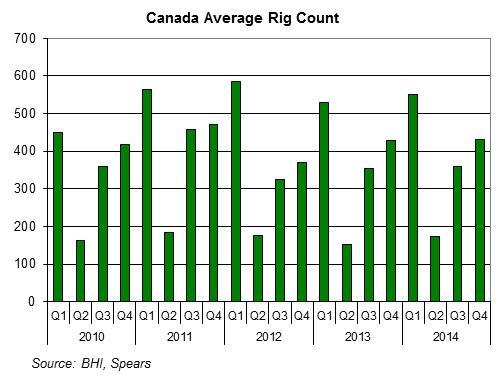 Canada Average Rig Count
700
600
500
400
300
200
100
0
Q1 Q2 Q3 Q4 Q1 Q2 Q3 Q4 Q1 Q2 Q3 Q4 Q1 Q2 Q3 Q4 Q1 Q2 Q3 Q4
2010 2011 2012 2013 2014
Source: BHI, Spears